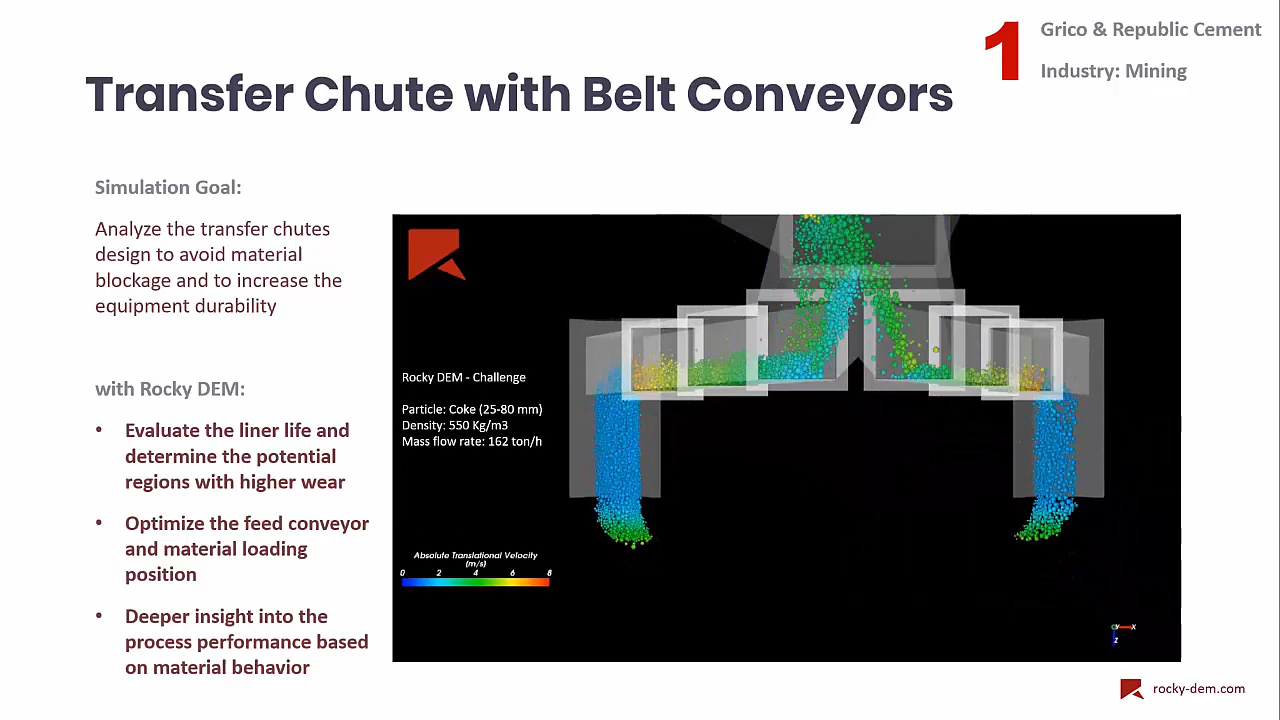 1
Grico & Republic Cement
Industry: Mining
Transfer Chute with Belt Conveyors
Simulation Goal:
Analyze the transfer chutes
design to avoid material
blockage and to increase the
equipment durability
with Rocky DEM:
• Evaluate the liner life and
determine the potential
regions with higher wear
• Optimize the feed conveyor
and material loading
position
• Deeper insight into the
process performance based
on material behavior
Rocky DEM - Challenge
Particle: Coke (25-80 mm)
Density: 550 Kg/m3
Mass flow rate: 162 ton/h
Absolute Translational Velocity
(m/s)
0 2 4 6 8
Y X
Z
rocky-dem.com